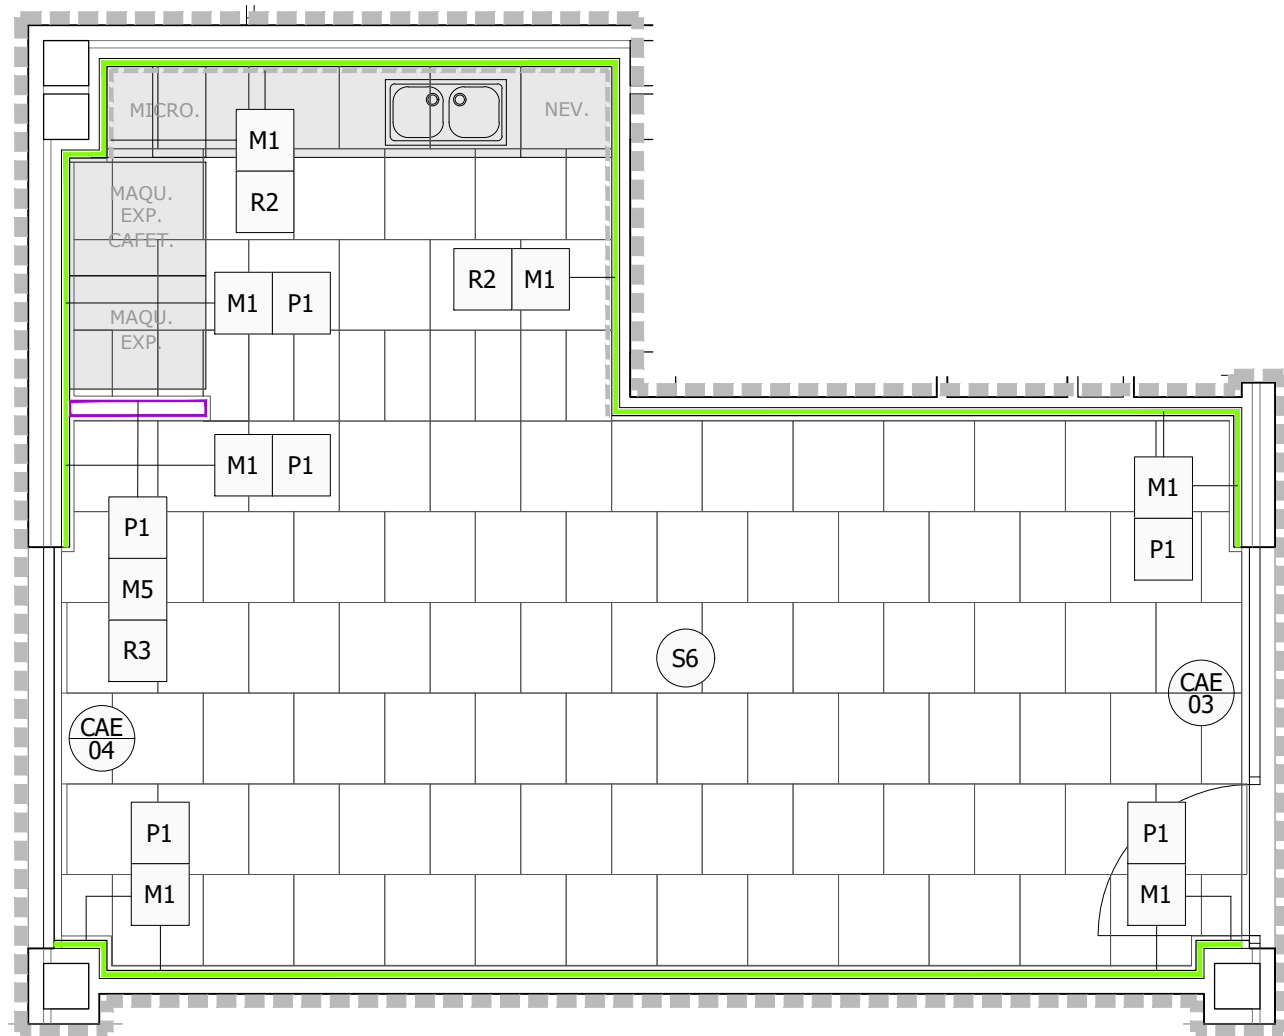 MICRO.
M1
R2
NEV.
MAQU.
EXP.
CAFET.
R2 M1
M1 P1
MAQU.
EXP.
M1 P1
M1
P1
P1
M5
R3
S6
CAE
03
CAE
04
P1
M1
P1
M1